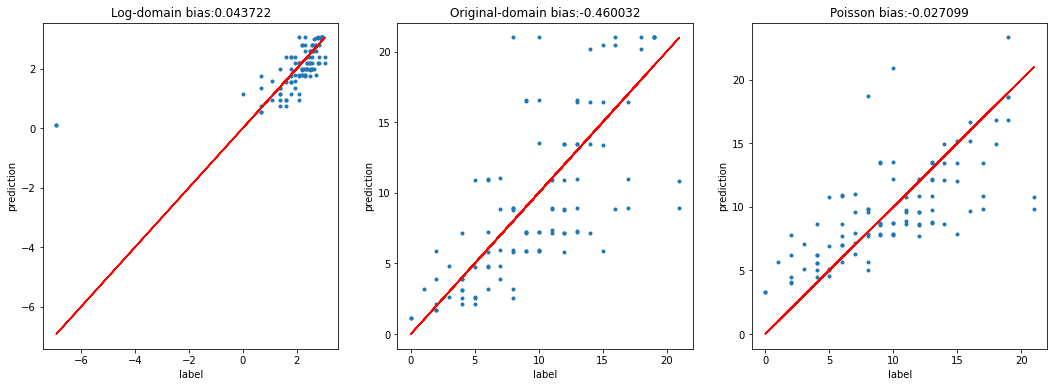 Log-domain bias:0.043722
2
0
−2
−4
−6
prediction
−6 −4 −2 0 2
label
Original-domain bias:-0.460032
20
15
10
5
0
prediction
0 5 10 15 20
label
Poisson bias:-0.027099
20
15
10
5
0
prediction
0 5 10 15 20
label